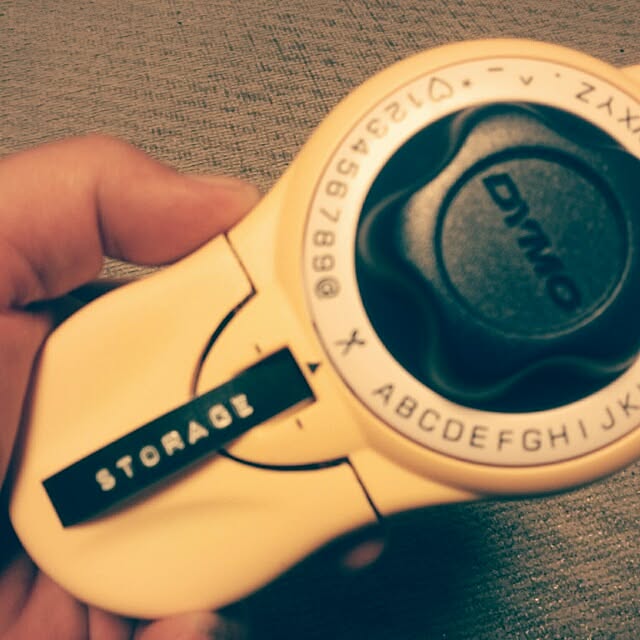 DYMO
♡123456789@
ABCDEFGHIJK
XYZ
STORAGE